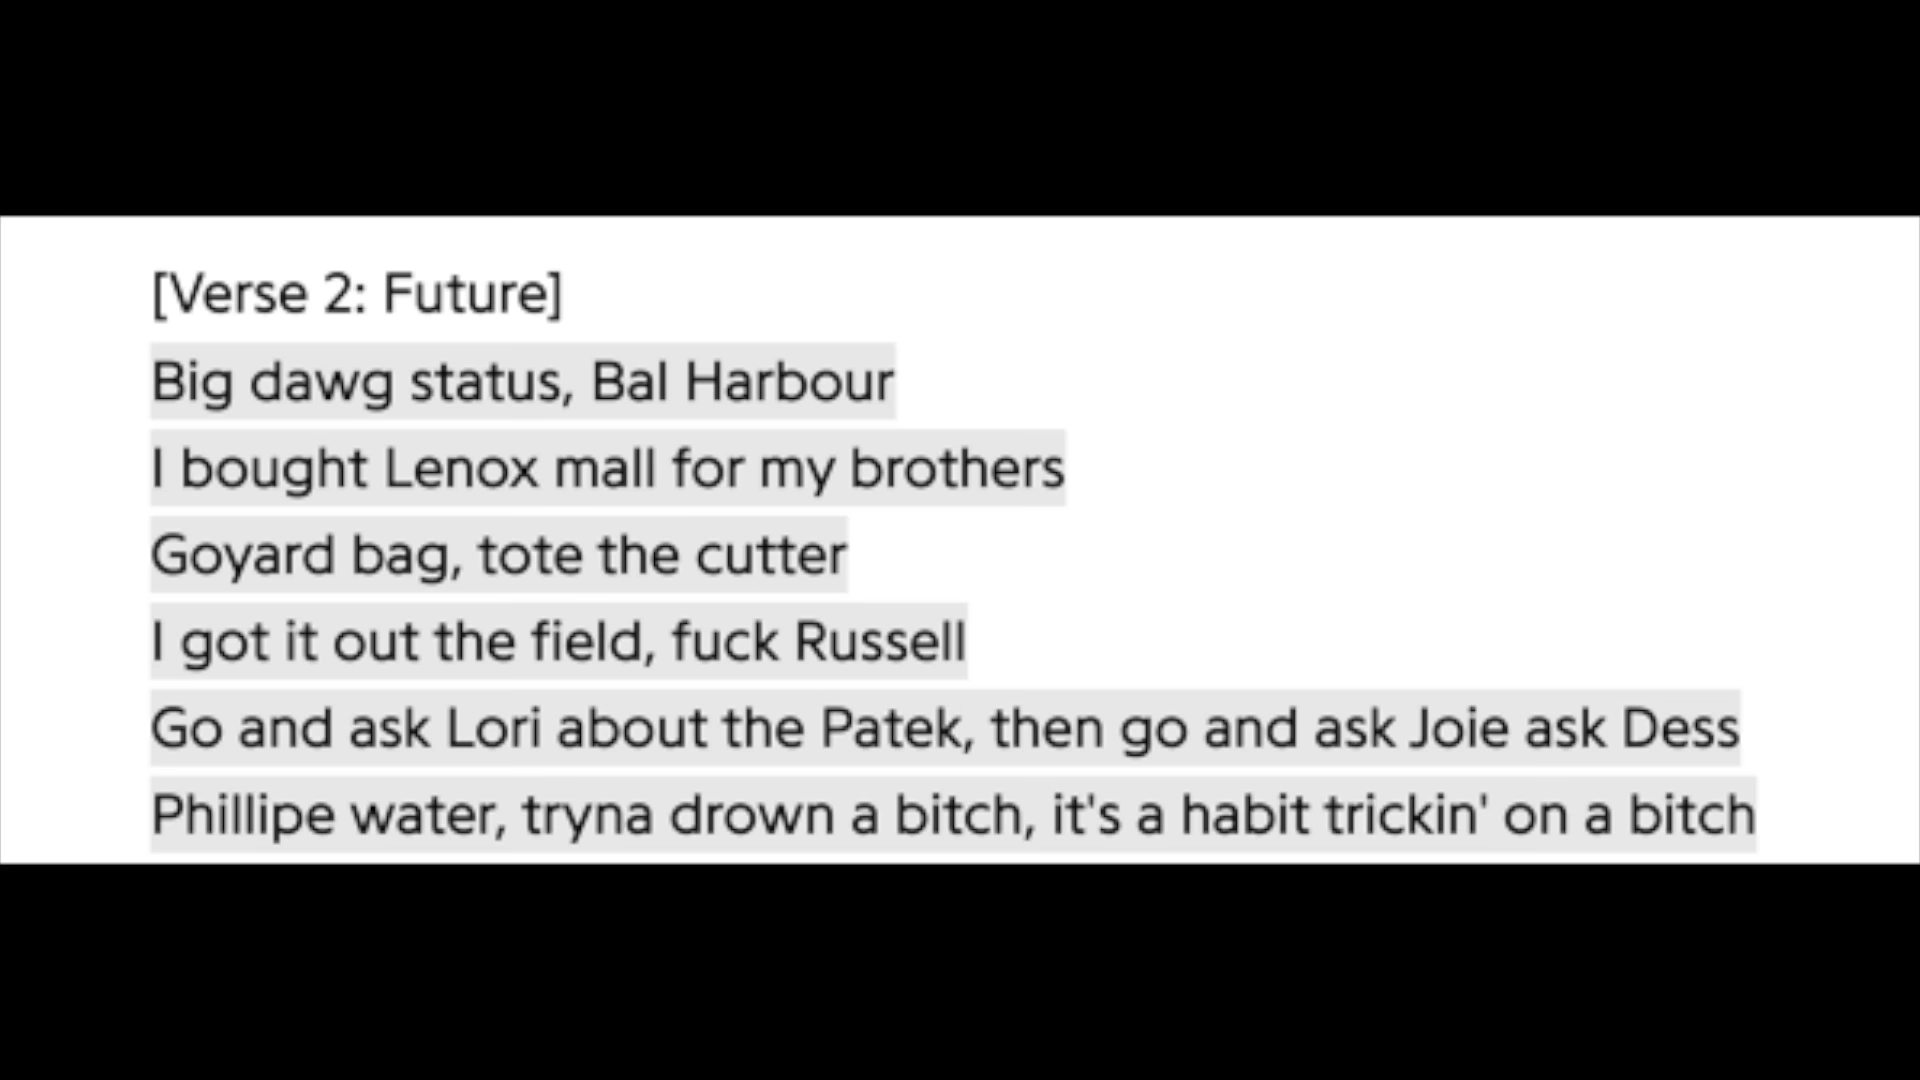 [Verse 2: Future]
Big dawg status, Bal Harbour
I bought Lenox mall for my brothers
Goyard bag, tote the cutter
I got it out the field, fuck Russell
Go and ask Lori about the Patek, then go and ask Joie ask Dess
Phillipe water, tryna drown a bitch, it's a habit trickin' on a bitch